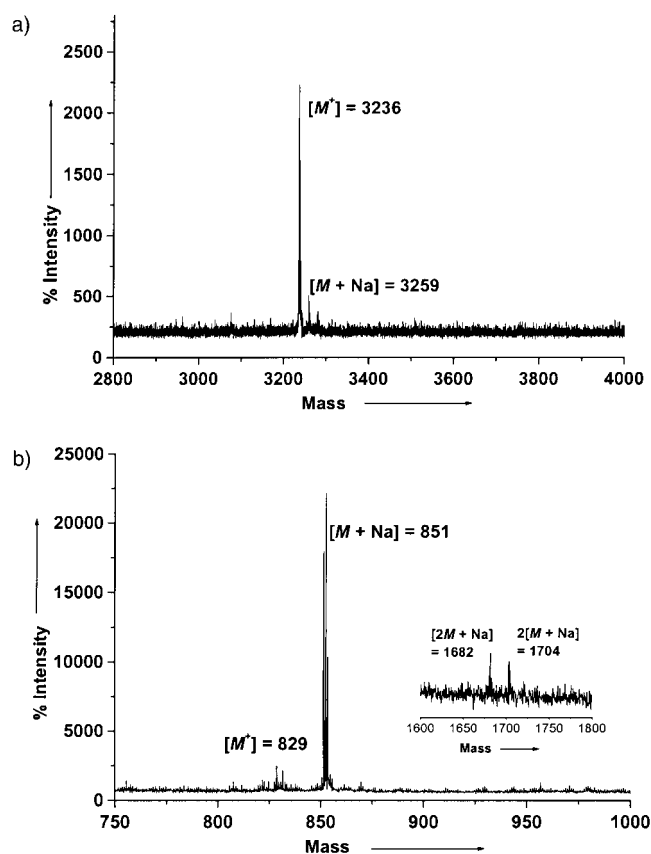 a)
2500
2000
1500
1000
500
0
% Intensity
[M⁺] = 3236
[M + Na] = 3259
2800 3000 3200 3400 3600 3800 4000
Mass
b)
25000
20000
15000
10000
5000
0
% Intensity
[M + Na] = 851
[M⁺] = 829
[2M + Na] 2[M + Na]
= 1682 = 1704
1600 1650 1700 1750 1800
Mass
750 800 850 900 950 1000
Mass